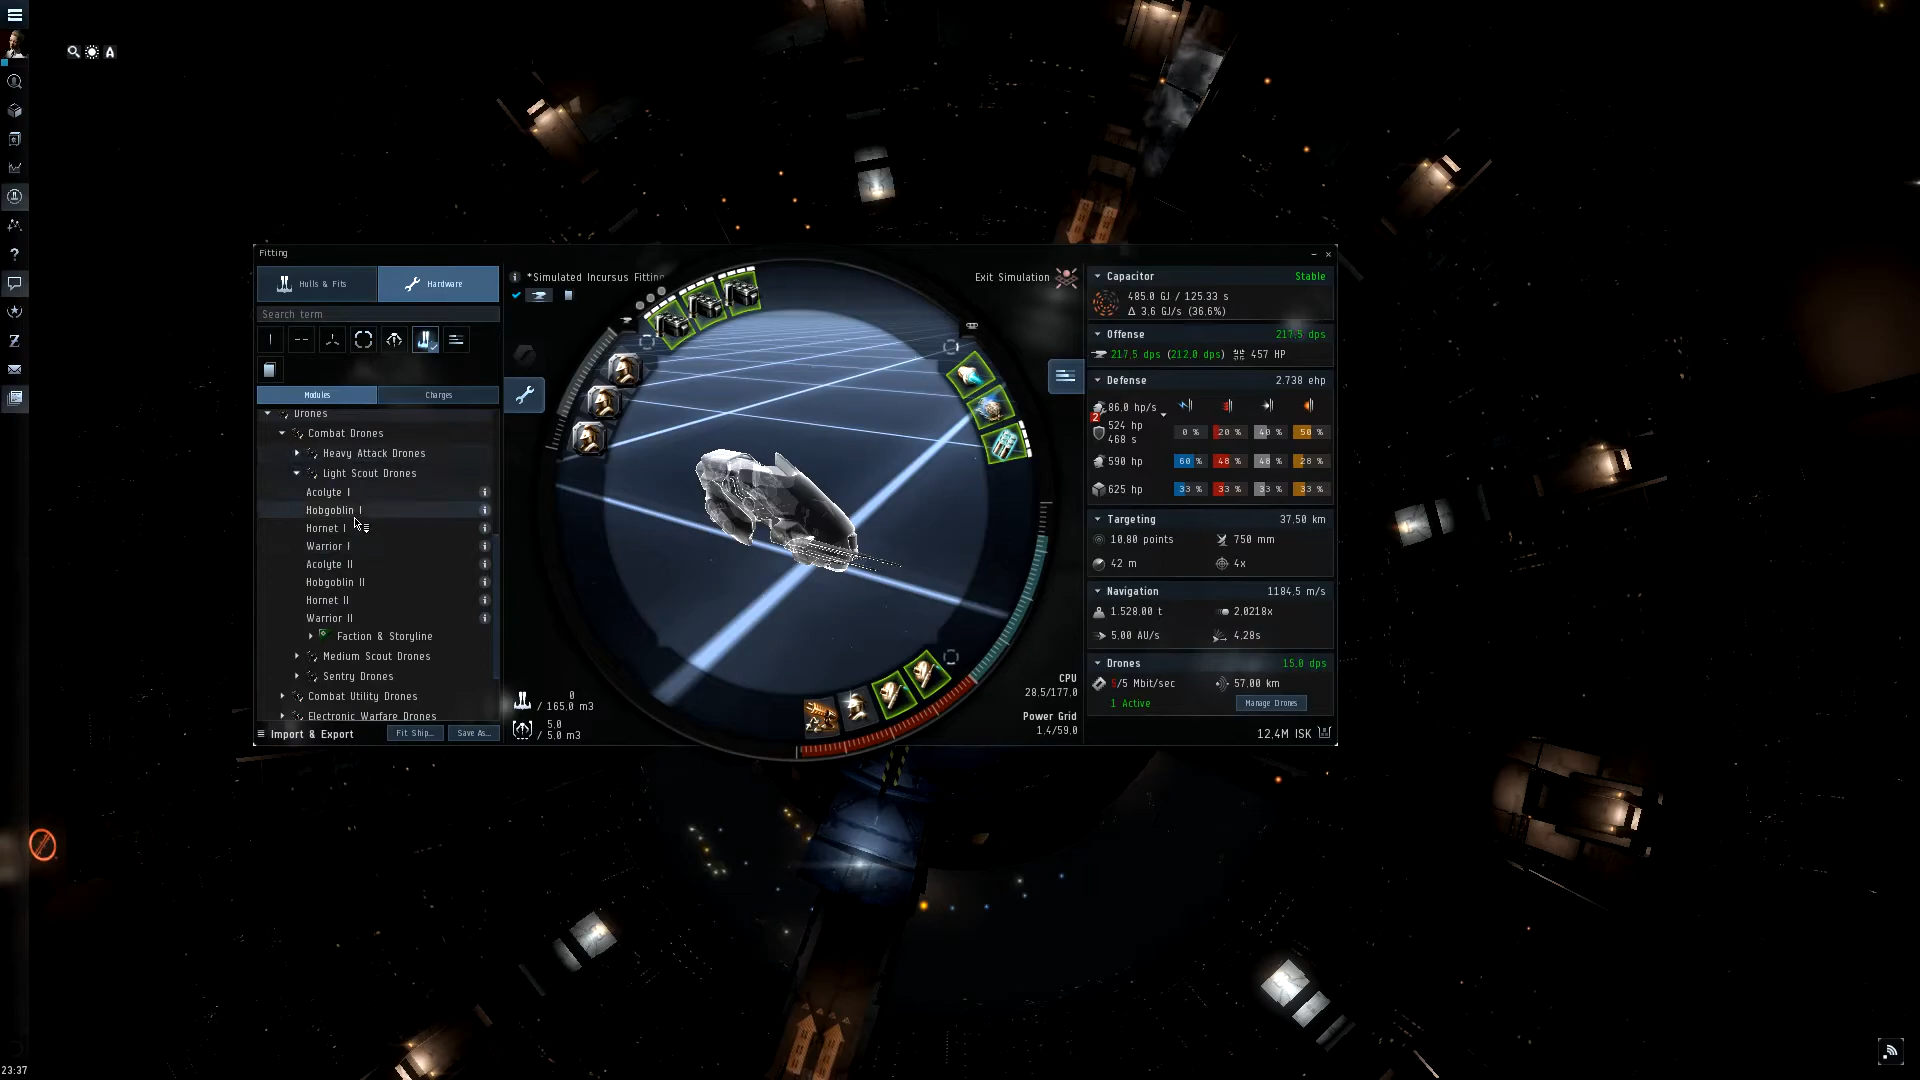 A
Fitting
Hulls & Fits
Hardware
Search term
Modules
Charges
Drones
Combat Drones
Heavy Attack Drones
Light Scout Drones
Acolyte I
Hobgoblin I
Hornet I
Warrior I
Acolyte II
Hobgoblin II
Hornet II
Warrior II
Faction & Storyline
Medium Scout Drones
Sentry Drones
Combat Utility Drones
Electronic Warfare Drones
Import & Export
Fit Ship...
Save As...
*Simulated Incursus Fitting
Exit Simulation
0
/ 165,0 m3
5,0
/ 5,0 m3
CPU
28,5/177,0
Power Grid
1,4/59,0
Capacitor
Stable
485,0 GJ / 125,33 s
Δ 3,6 GJ/s (36,6%)
Offense
217,5 dps
217,5 dps (212,0 dps)
457 HP
Defense
2.738 ehp
2
86,0 hp/s
524 hp
468 s
0 %
20 %
40 %
50 %
590 hp
60 %
48 %
48 %
28 %
625 hp
33 %
33 %
33 %
33 %
Targeting
37,50 km
10,80 points
750 mm
42 m
4x
Navigation
1184,5 m/s
1.528,00 t
2,0218x
5,00 AU/s
4,28s
Drones
15,0 dps
5/5 Mbit/sec
57,00 km
1 Active
Manage Drones
12,4M ISK
23:37